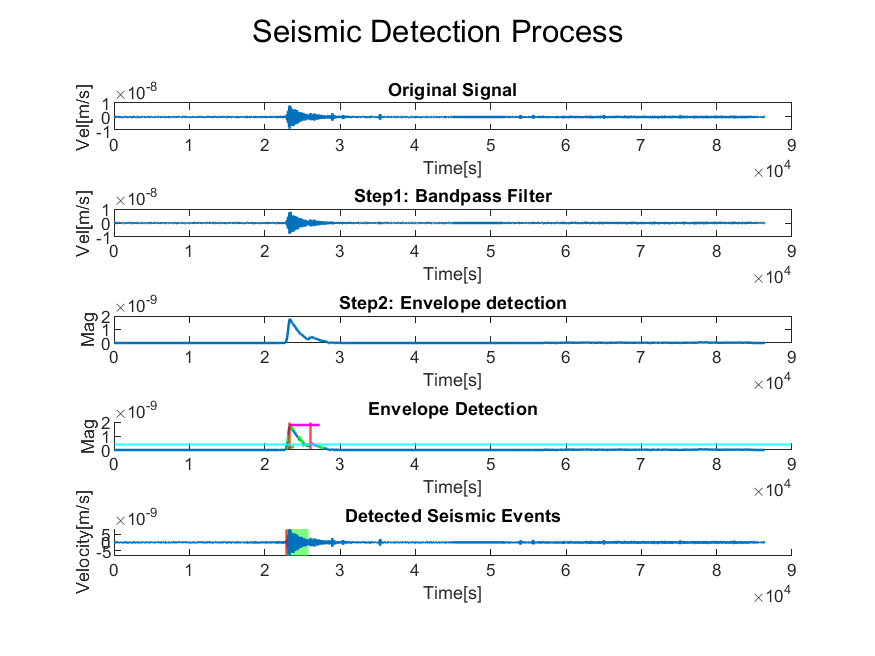 Seismic Detection Process
Original Signal
×10^-8
Vel[m/s]
1
0
-1
0 1 2 3 4 5 6 7 8 9
Time[s]
×10^4
Step1: Bandpass Filter
×10^-8
Vel[m/s]
1
0
-1
0 1 2 3 4 5 6 7 8 9
Time[s]
×10^4
Step2: Envelope detection
×10^-9
Mag
2
1
0
0 1 2 3 4 5 6 7 8 9
Time[s]
×10^4
Envelope Detection
×10^-9
Mag
2
1
0
0 1 2 3 4 5 6 7 8 9
Time[s]
×10^4
Detected Seismic Events
×10^-9
Velocity[m/s]
5
0
-5
0 1 2 3 4 5 6 7 8 9
Time[s]
×10^4